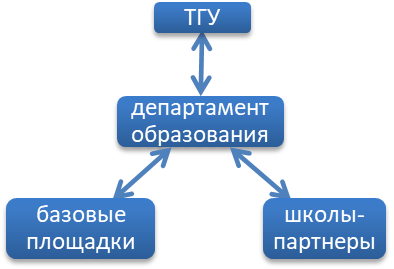 ТГУ
департамент
образования
базовые
площадки
школы-
партнеры